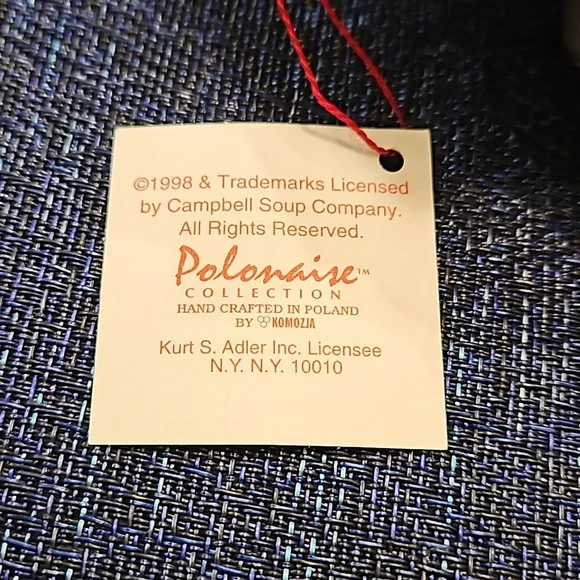 ©1998 & Trademarks Licensed
by Campbell Soup Company.
All Rights Reserved.
Polonaise™
COLLECTION
HAND CRAFTED IN POLAND
BY KOMOZJA
Kurt S. Adler Inc. Licensee
N.Y. N.Y. 10010